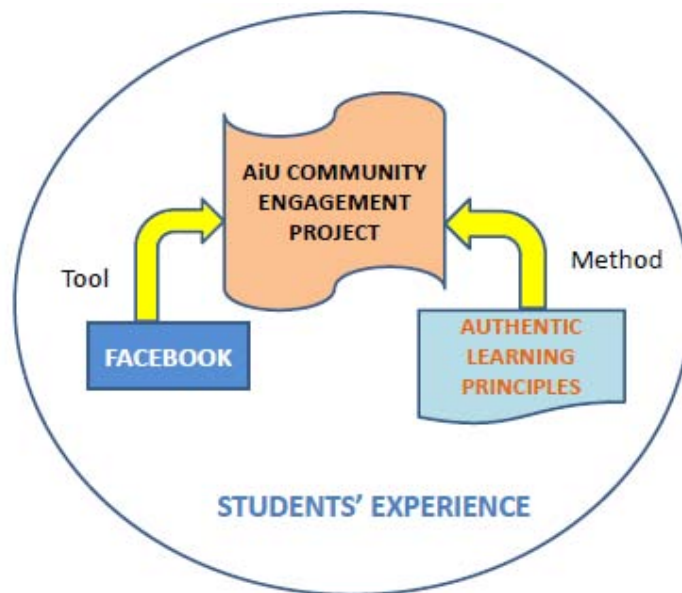 AiU COMMUNITY
ENGAGEMENT
PROJECT
Tool
Method
FACEBOOK
AUTHENTIC
LEARNING
PRINCIPLES
STUDENTS’ EXPERIENCE